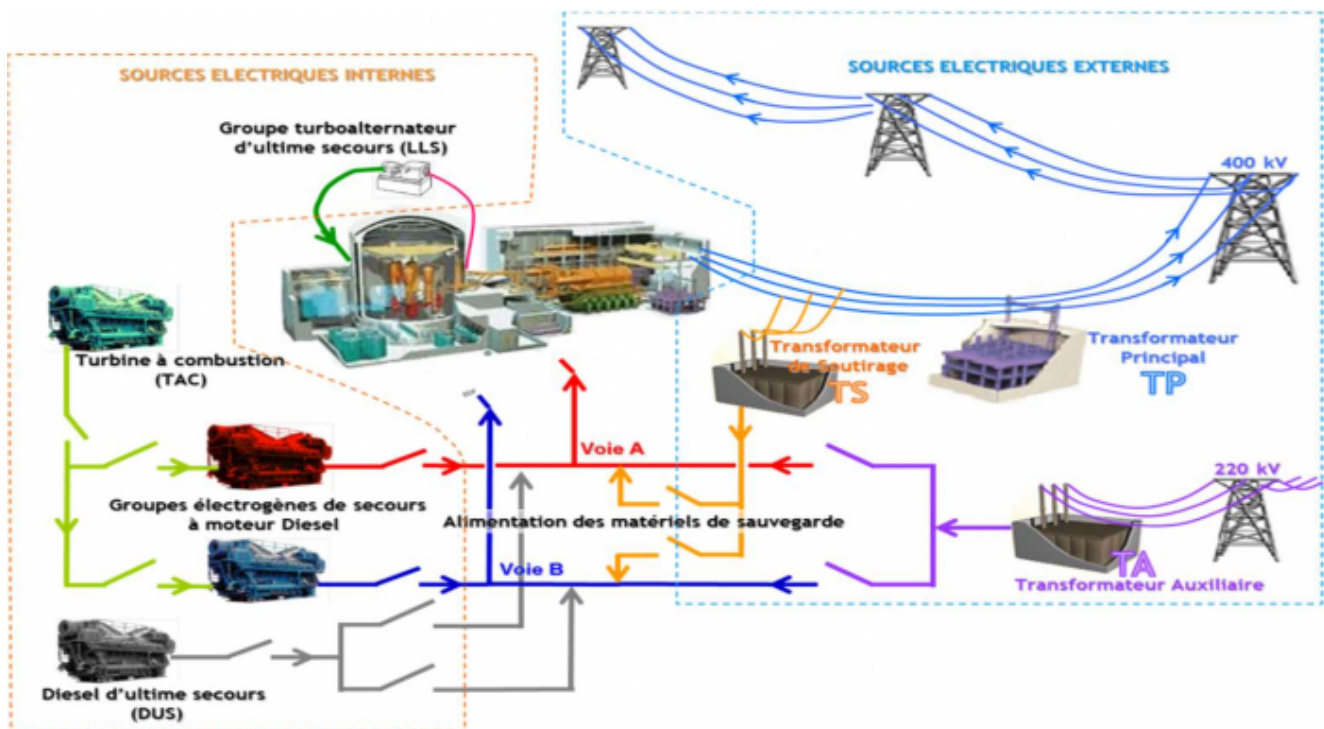 SOURCES ELECTRIQUES INTERNES
SOURCES ELECTRIQUES EXTERNES
Groupe turboalternateur
d'ultime secours (LLS)
400 kV
Turbine à combustion
(TAC)
Transformateur
de Soutirage
TS
Transformateur
Principal
TP
Voie A
220 kV
Groupes électrogènes de secours
à moteur Diesel
Alimentation des matériels de sauvegarde
Voie B
TA
Transformateur Auxiliaire
Diesel d'ultime secours
(DUS)